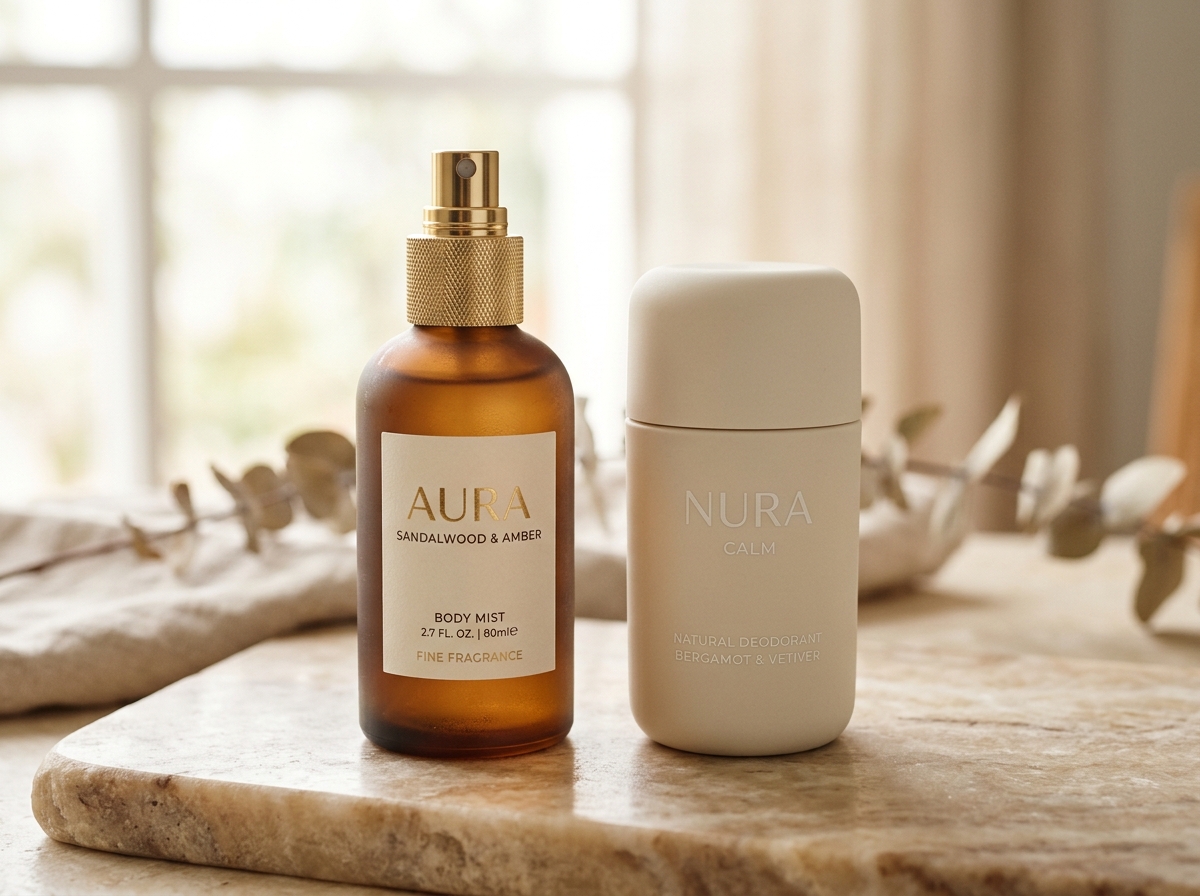 AURA
SANDALWOOD & AMBER
BODY MIST
2.7 FL. OZ. | 80ml℮
FINE FRAGRANCE
NURA
CALM
NATURAL DEODORANT
BERGAMOT & VETIVER